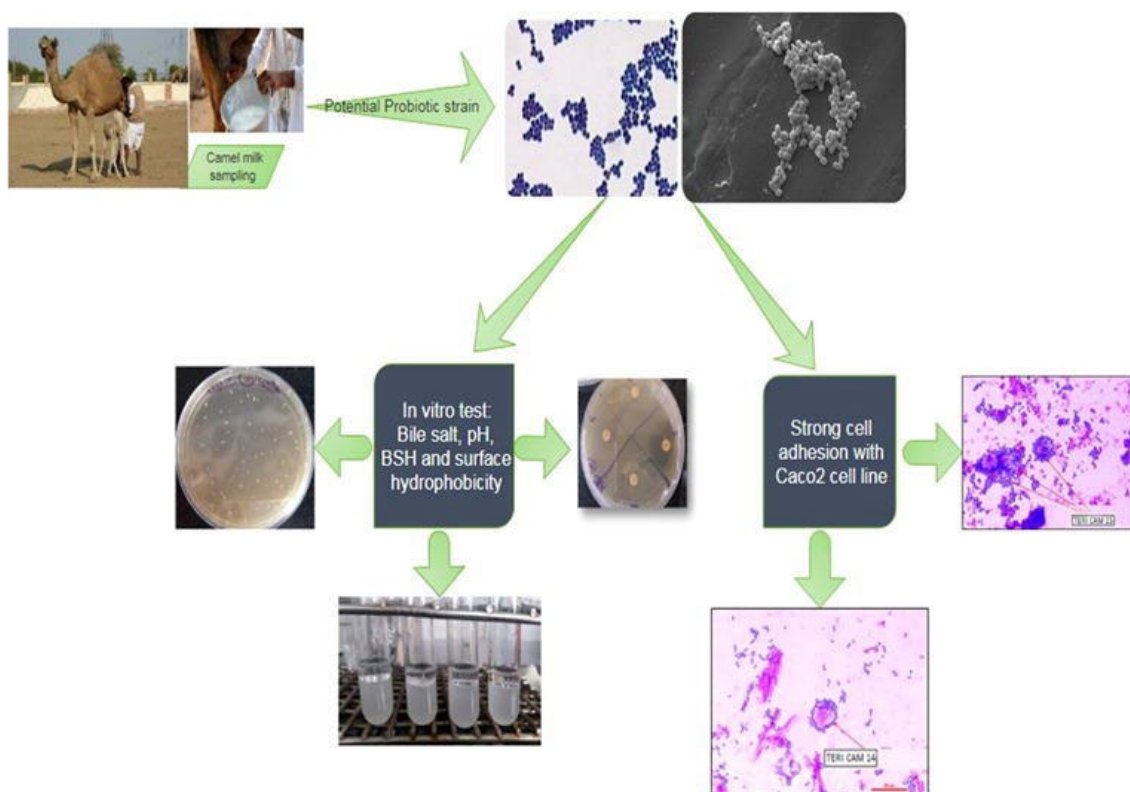 Potential Probiotic strain
Camel milk
sampling
In vitro test:
Bile salt, pH,
BSH and surface
hydrophobicity
Strong cell
adhesion with
Caco2 cell line
TERI CAM 14